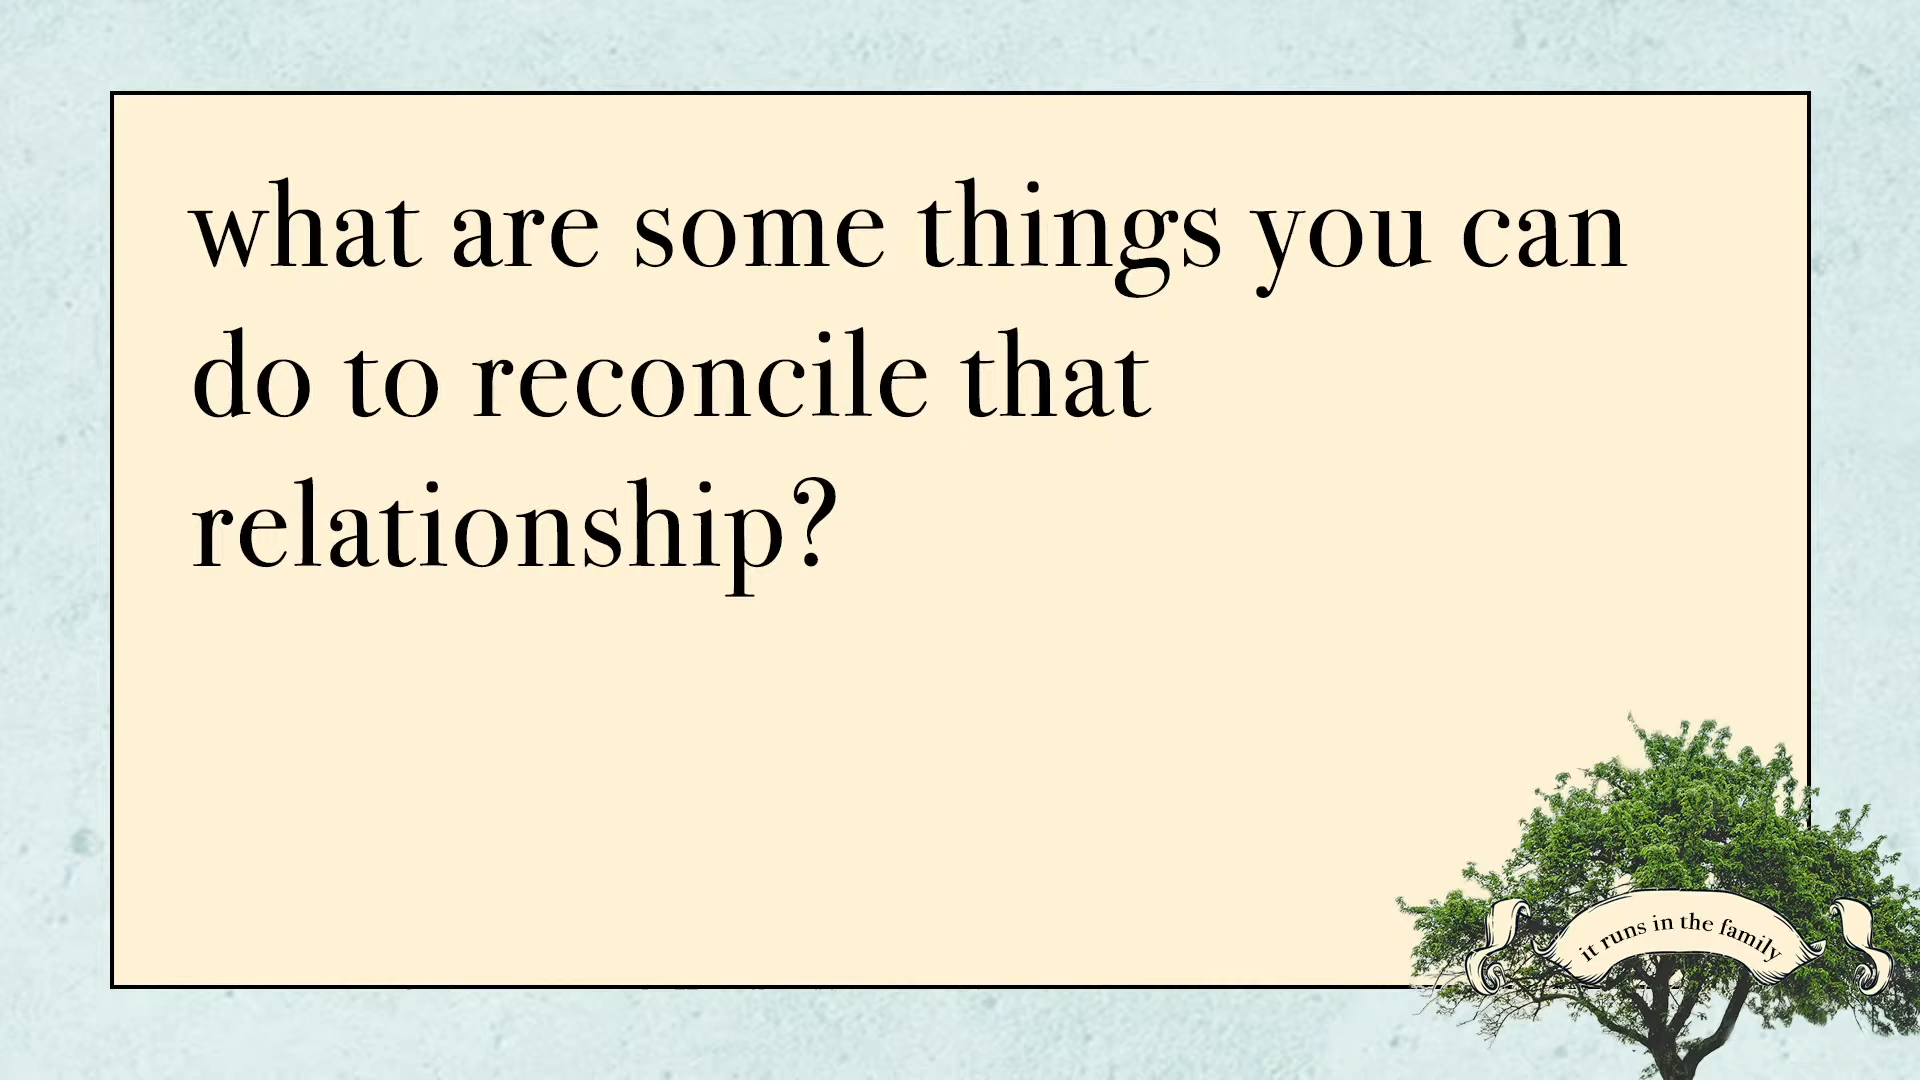 what are some things you can
do to reconcile that
relationship?
it runs in the family